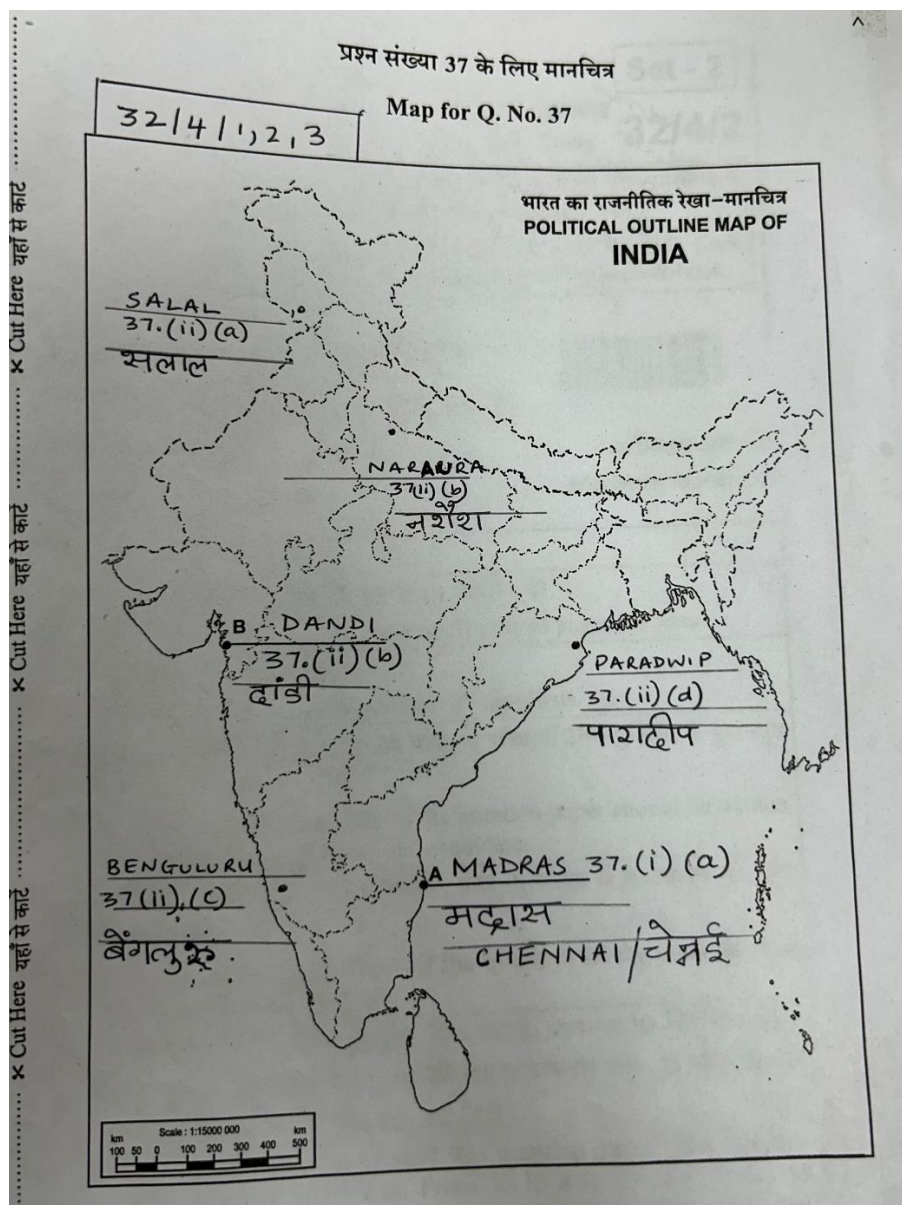 प्रश्न संख्या 37 के लिए मानचित्र
Map for Q. No. 37
32/4/1,2,3
भारत का राजनीतिक रेखा-मानचित्र
POLITICAL OUTLINE MAP OF
INDIA
SALAL
37.(ii)(a)
सलाल
NARAURA
37(ii)(b)
B DANDI
37.(ii)(b)
दांडी
PARADWIP
37.(ii)(d)
पारादीप
BENGULURU
37(ii).(c)
बेंगलुरु
A MADRAS 37.(i)(a)
मद्रास
CHENNAI/चेन्नई
Scale : 1:15000 000
km km
100 50 0 100 200 300 400 500
✕ Cut Here यहाँ से काटें
✕ Cut Here यहाँ से काटें
✕ Cut Here यहाँ से काटें